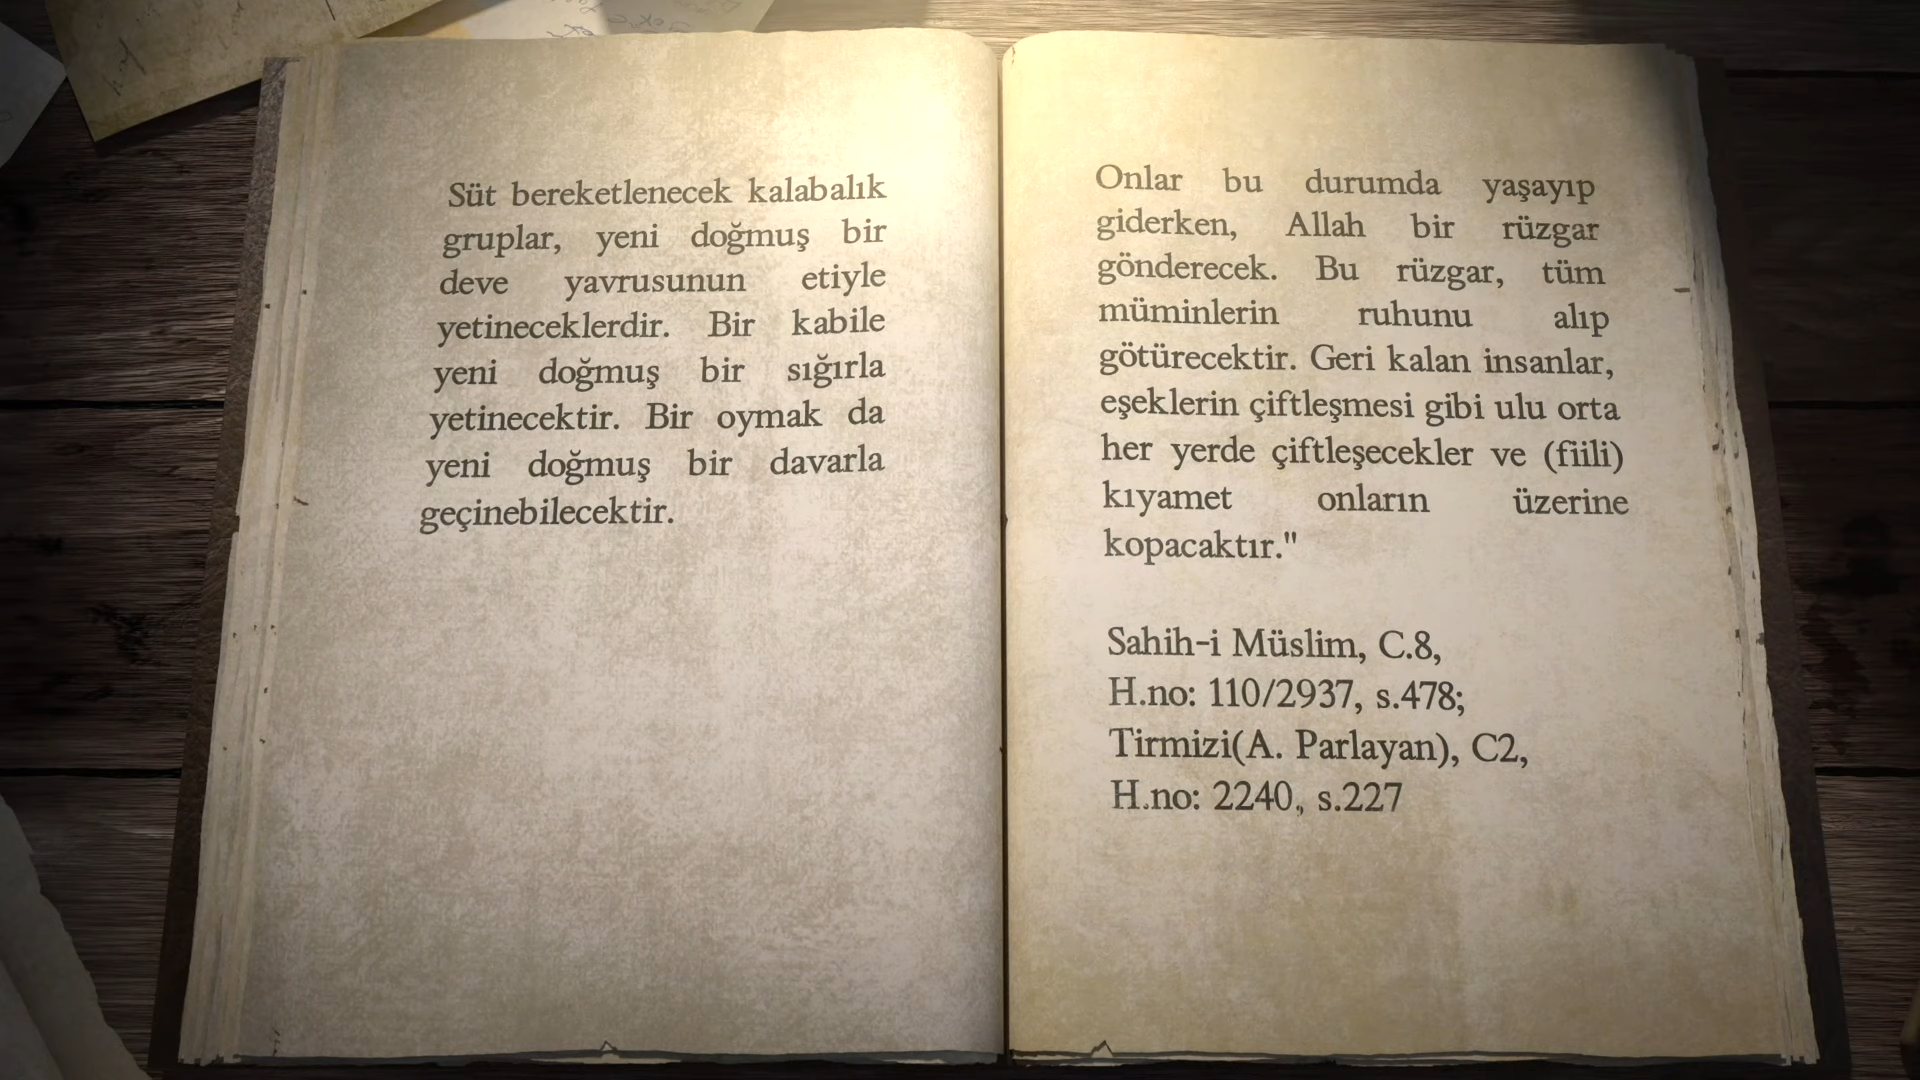 Süt bereketlenecek kalabalık
gruplar, yeni doğmuş bir
deve yavrusunun etiyle
yetineceklerdir. Bir kabile
yeni doğmuş bir sığırla
yetinecektir. Bir oymak da
yeni doğmuş bir davarla
geçinebilecektir.
Onlar bu durumda yaşayıp
giderken, Allah bir rüzgar
gönderecek. Bu rüzgar, tüm
müminlerin ruhunu alıp
götürecektir. Geri kalan insanlar,
eşeklerin çiftleşmesi gibi ulu orta
her yerde çiftleşecekler ve (fiili)
kıyamet onların üzerine
kopacaktır."
Sahih-i Müslim, C.8,
H.no: 110/2937, s.478;
Tirmizi(A. Parlayan), C2,
H.no: 2240, s.227